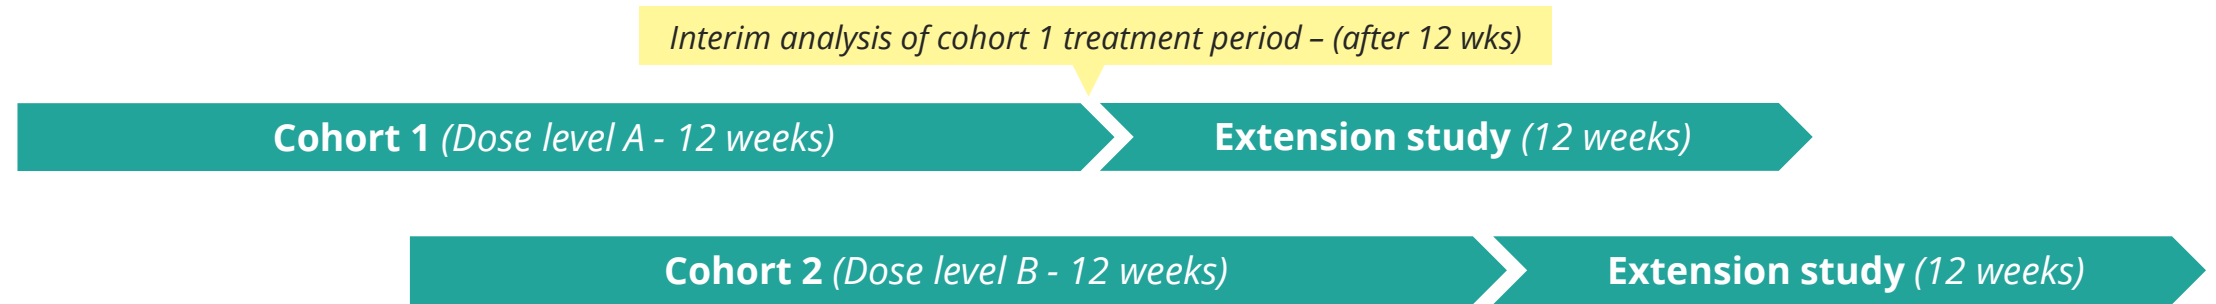 Interim analysis of cohort 1 treatment period – (after 12 wks)
Cohort 1 (Dose level A - 12 weeks)
Extension study (12 weeks)
Cohort 2 (Dose level B - 12 weeks)
Extension study (12 weeks)